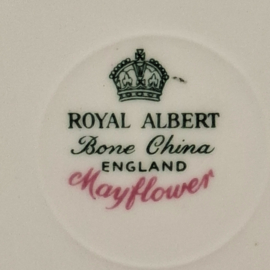 ROYAL ALBERT
Bone China
ENGLAND
Mayflower